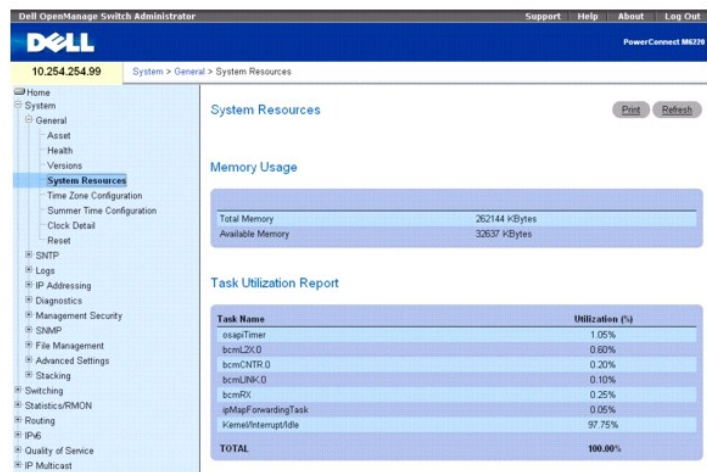 Dell OpenManage Switch Administrator
Support Help About Log Out
DELL
PowerConnect M6220
10.254.254.99
System > General > System Resources
Home
System
General
Asset
Health
Versions
System Resources
Time Zone Configuration
Summer Time Configuration
Clock Detail
Reset
SNTP
Logs
IP Addressing
Diagnostics
Management Security
SNMP
File Management
Advanced Settings
Stacking
Switching
Statistics/RMON
Routing
IPv6
Quality of Service
IP Multicast
System Resources
Print Refresh
Memory Usage
Total Memory 262144 KBytes
Available Memory 32637 KBytes
Task Utilization Report
Task Name Utilization (%)
osapiTimer 1.05%
bcmL2X.0 0.60%
bcmCNTR.0 0.20%
bcmLINK.0 0.10%
bcmRX 0.25%
ipMapForwardingTask 0.05%
Kernel/Interrupt/Idle 97.75%
TOTAL 100.00%